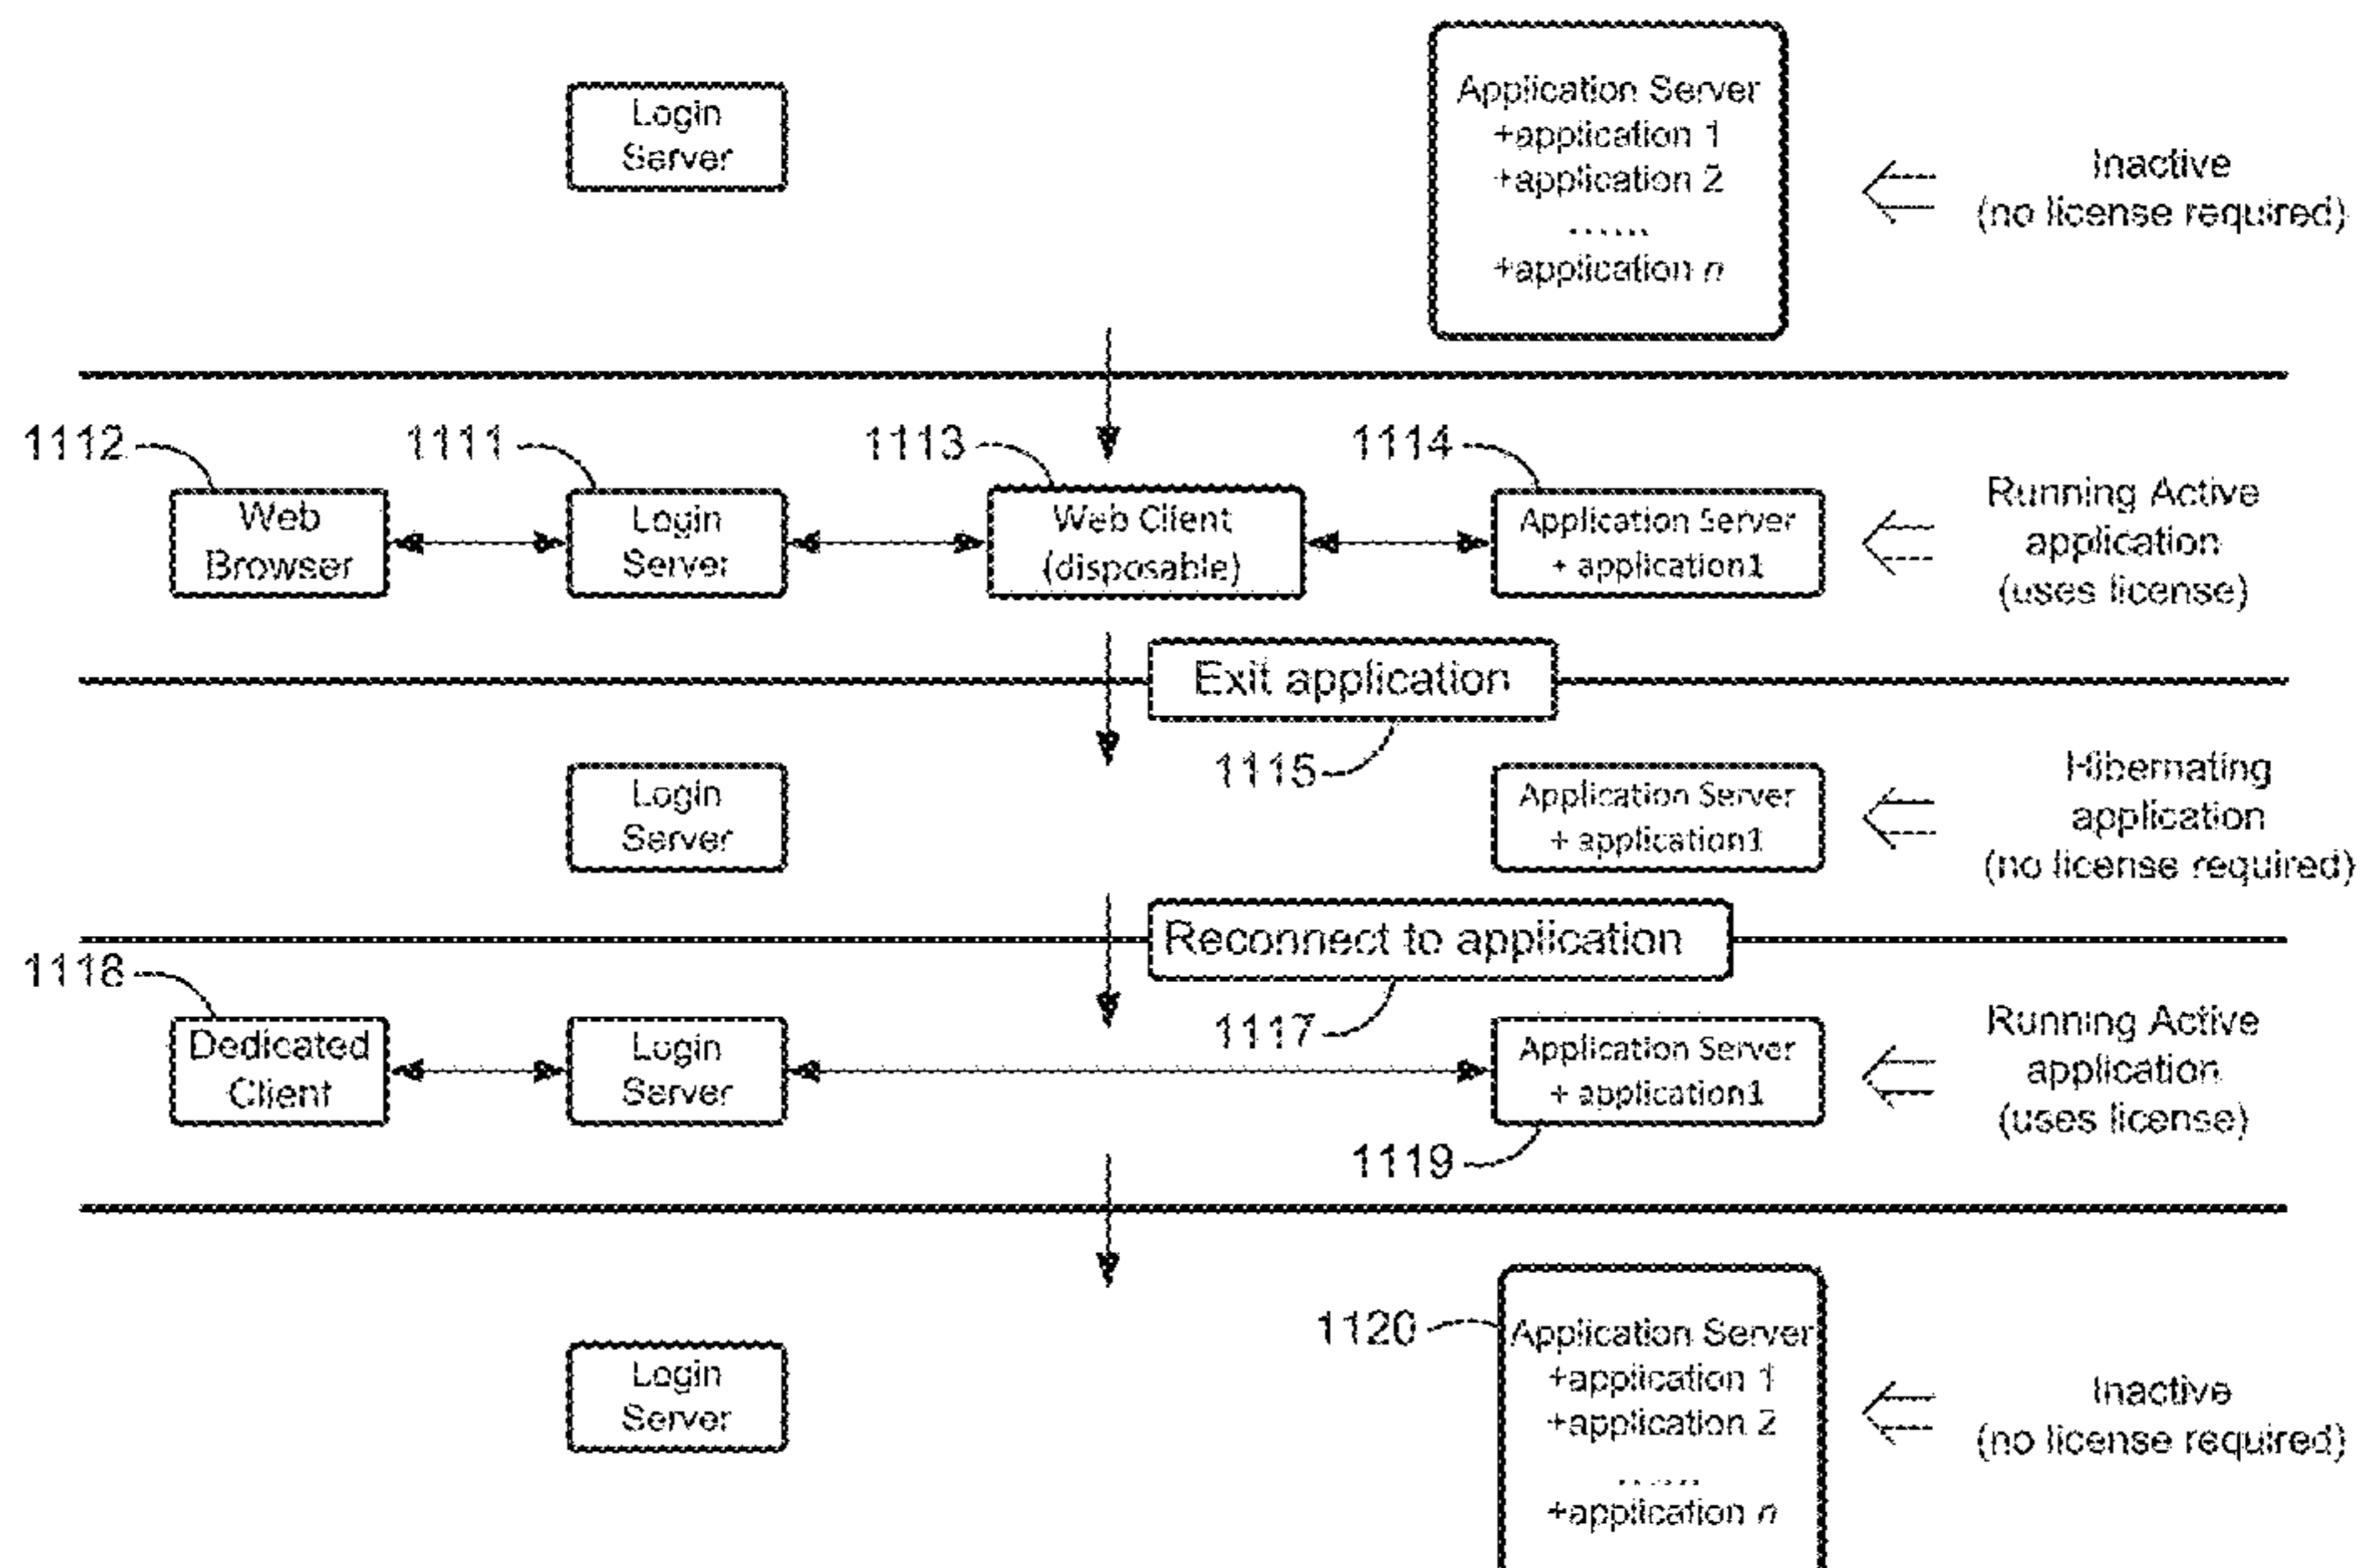 Login
Server
Application Server
+application 1
+application 2
......
+application n
Inactive
(no license required)
1112
1111
1113
1114
Web
Browser
Login
Server
Web Client
(disposable)
Application Server
+ application1
Running Active
application
(uses license)
Exit application
1115
Login
Server
Application Server
+ application1
Hibernating
application
(no license required)
Reconnect to application
1118
1117
Dedicated
Client
Login
Server
Application Server
+ application1
Running Active
application
(uses license)
1119
1120
Login
Server
Application Server
+application 1
+application 2
......
+application n
Inactive
(no license required)